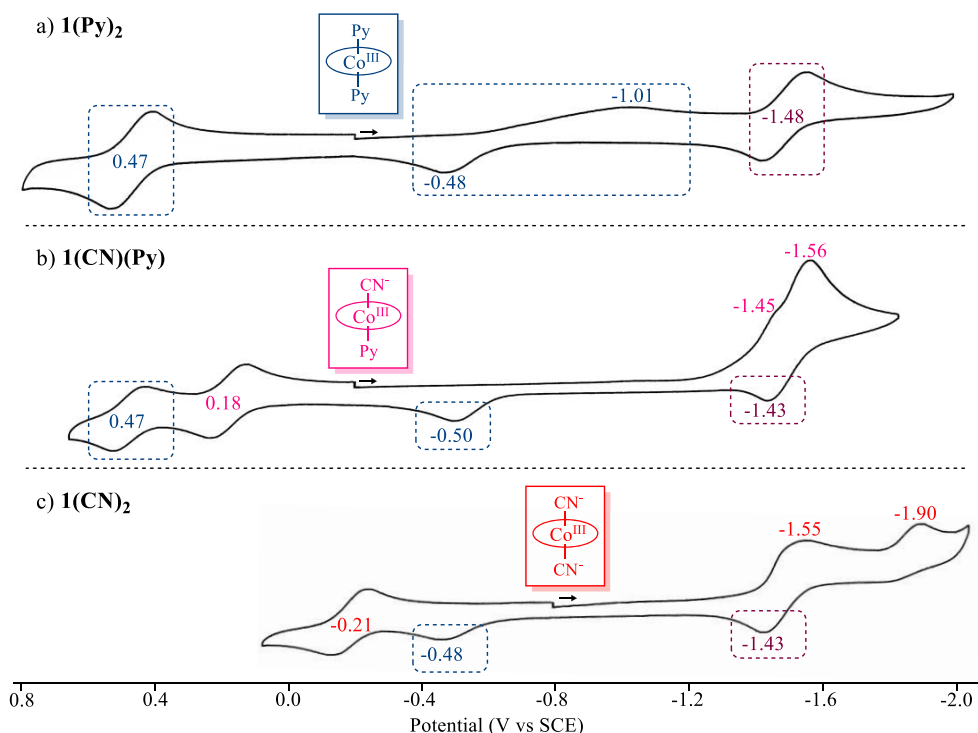 a) 1(Py)₂
Py
Co^III
Py
0.47
-0.48
-1.01
-1.48
b) 1(CN)(Py)
CN⁻
Co^III
Py
0.47
0.18
-0.50
-1.45
-1.56
-1.43
c) 1(CN)₂
CN⁻
Co^III
CN⁻
-0.21
-0.48
-1.55
-1.90
-1.43
0.8 0.4 0.0 -0.4 -0.8 -1.2 -1.6 -2.0
Potential (V vs SCE)